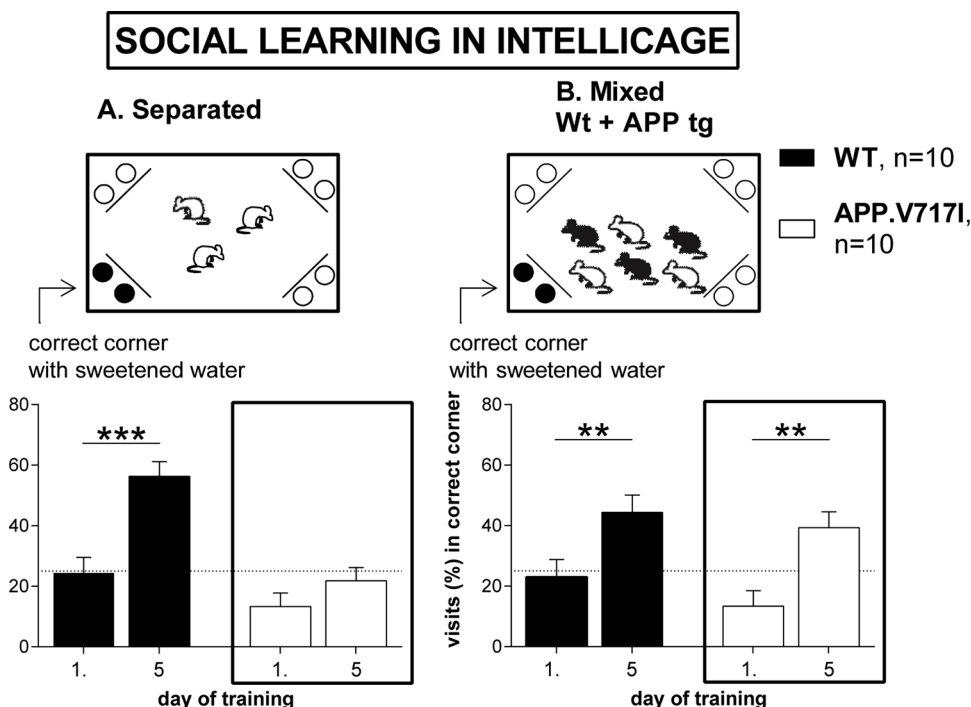 SOCIAL LEARNING IN INTELLICAGE
A. Separated
B. Mixed
Wt + APP tg
WT, n=10
APP.V717I,
n=10
correct corner
with sweetened water
correct corner
with sweetened water
80
60
40
20
0
***
1.
5
1.
5
day of training
visits (%) in correct corner
80
60
40
20
0
**
**
1.
5
1.
5
day of training